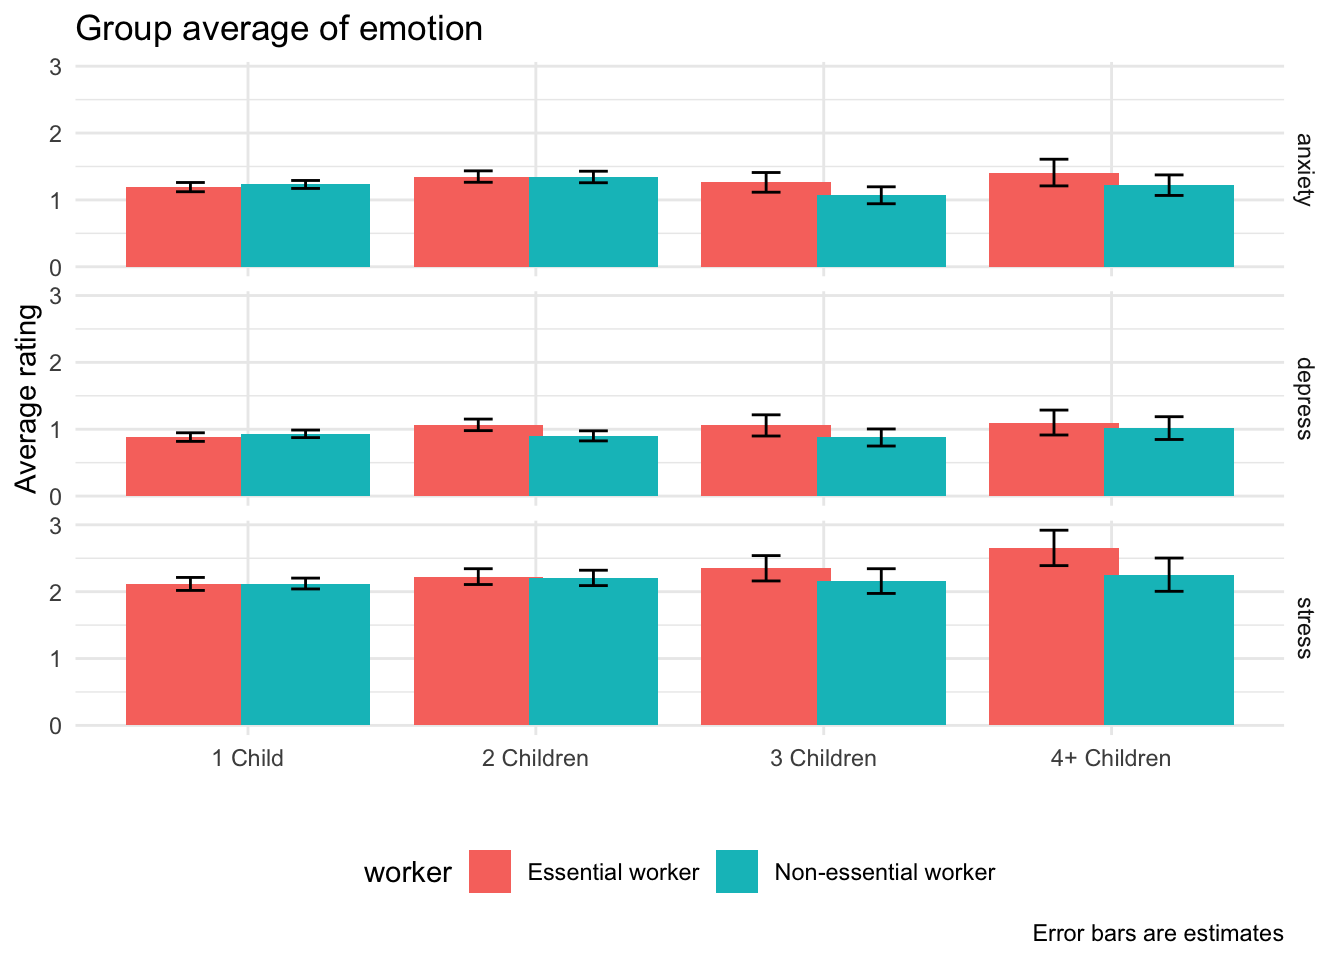 Group average of emotion
3
2
1
0
anxiety
Average rating
3
2
1
0
depress
3
2
1
0
stress
1 Child
2 Children
3 Children
4+ Children
worker
Essential worker
Non-essential worker
Error bars are estimates